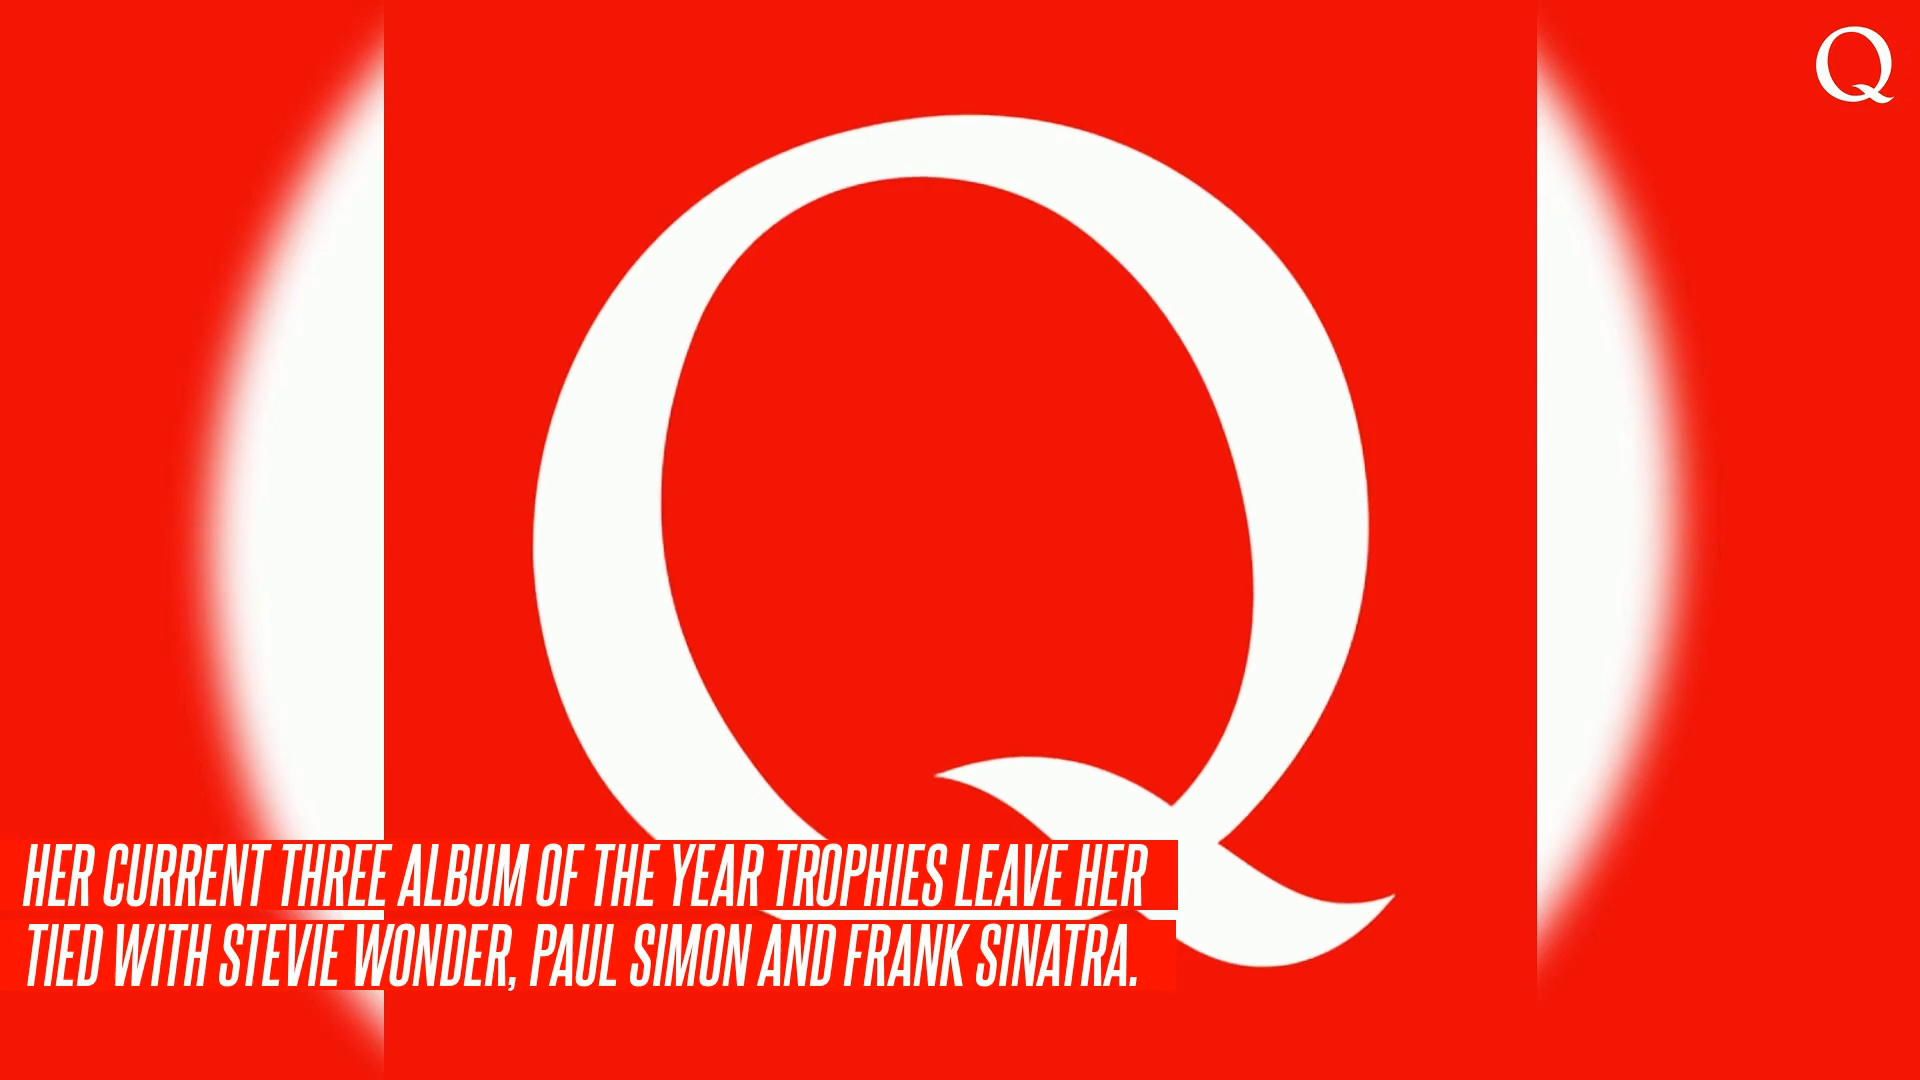 Q
Q
HER CURRENT THREE ALBUM OF THE YEAR TROPHIES LEAVE HER
TIED WITH STEVIE WONDER, PAUL SIMON AND FRANK SINATRA.